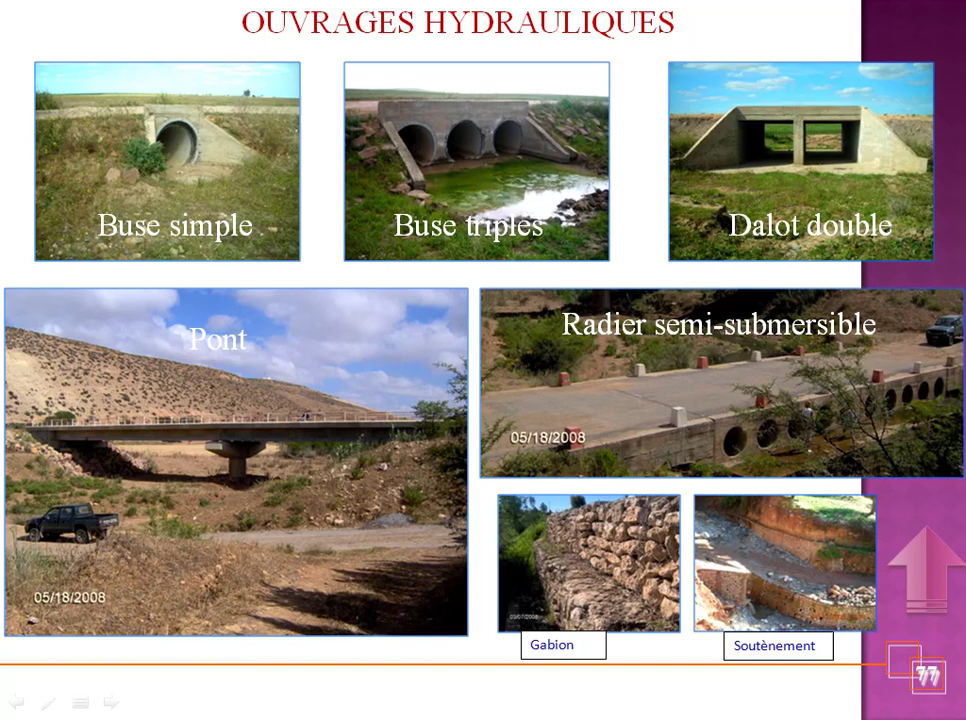 OUVRAGES HYDRAULIQUES
Buse simple
Buse triples
Dalot double
Pont
Radier semi-submersible
05/18/2008
05/18/2008
Gabion
Soutènement
77